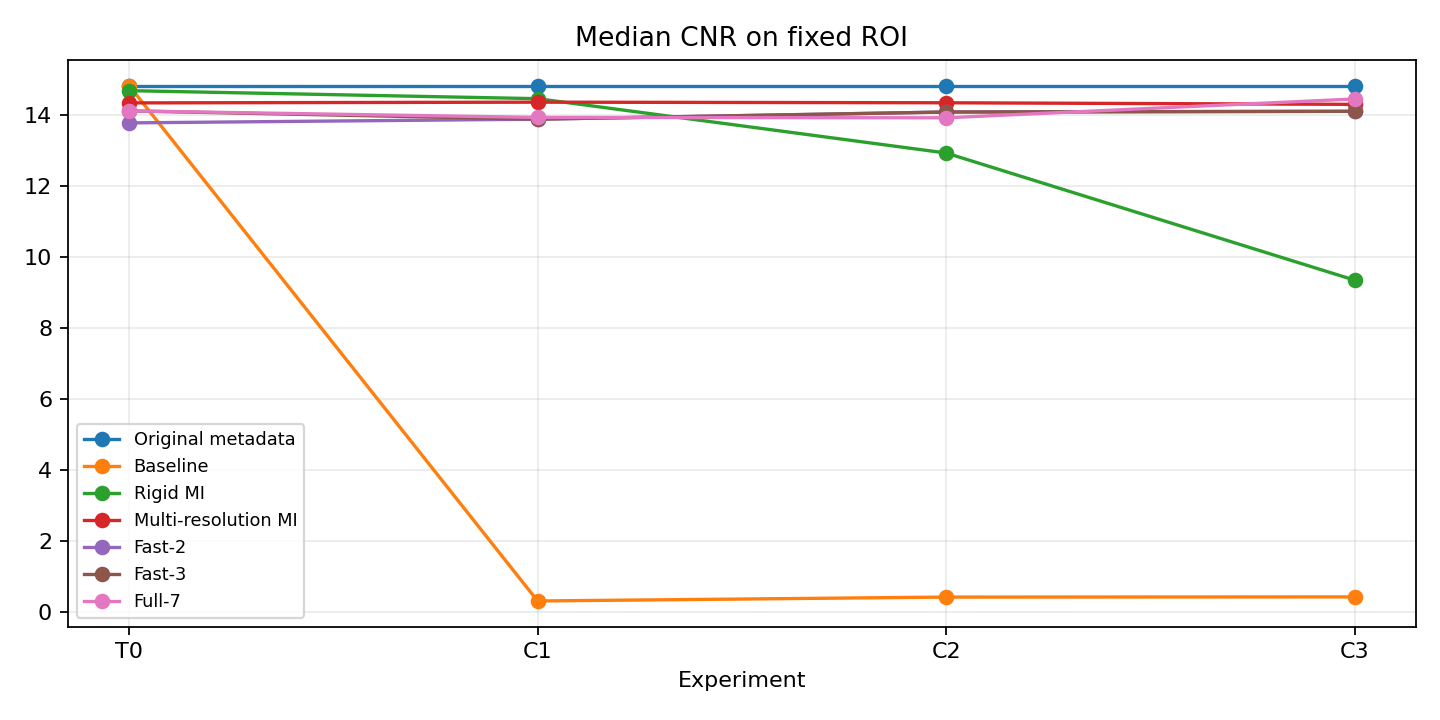 Median CNR on fixed ROI
14
12
10
8
6
4
2
0
Original metadata
Baseline
Rigid MI
Multi-resolution MI
Fast-2
Fast-3
Full-7
T0 C1 C2 C3
Experiment